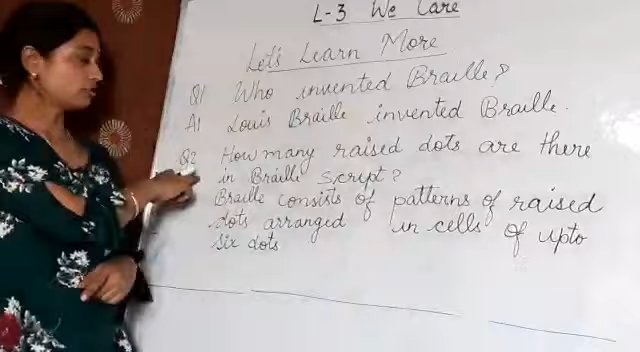 L-3 We Care
Let's Learn More
Q1 Who invented Braille?
A1 Louis Braille invented Braille.
Q2 How many raised dots are there
in Braille Script?
Braille consists of patterns of raised
dots arranged in cells of upto
six dots